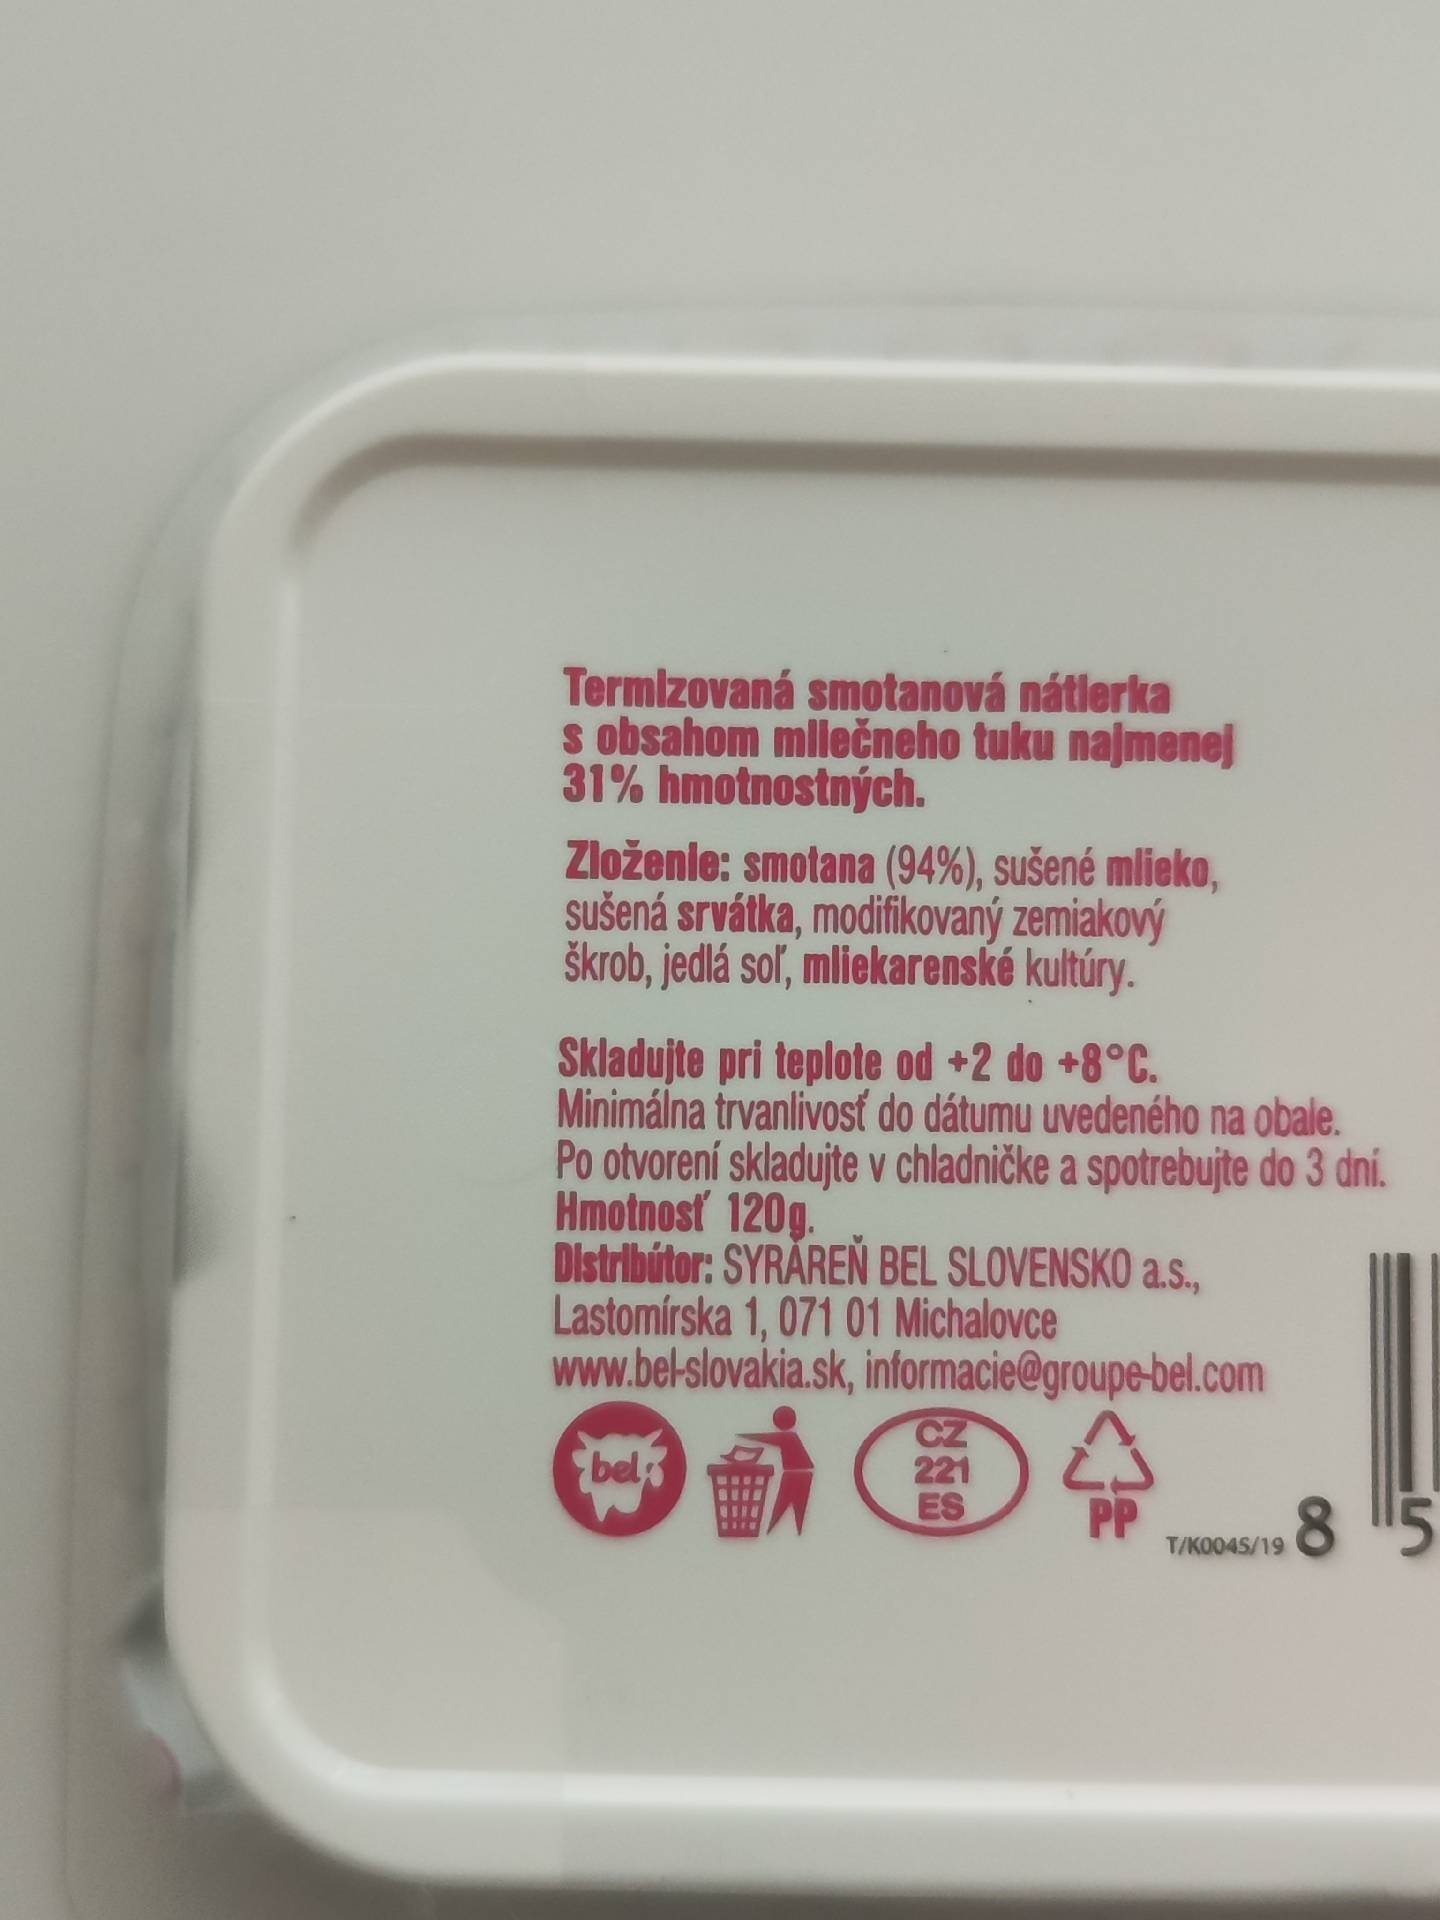 Termizovaná smotanová nátierka
s obsahom mliečneho tuku najmenej
31% hmotnostných.
Zloženie: smotana (94%), sušené mlieko,
sušená srvátka, modifikovaný zemiakový
škrob, jedlá soľ, mliekarenské kultúry.
Skladujte pri teplote od +2 do +8°C.
Minimálna trvanlivosť do dátumu uvedeného na obale.
Po otvorení skladujte v chladničke a spotrebujte do 3 dní.
Hmotnosť 120g.
Distribútor: SYRÁREŇ BEL SLOVENSKO a.s.,
Lastomírska 1, 071 01 Michalovce
www.bel-slovakia.sk, informacie@groupe-bel.com
bel
CZ
221
ES
PP
T/K004S/19
8 5